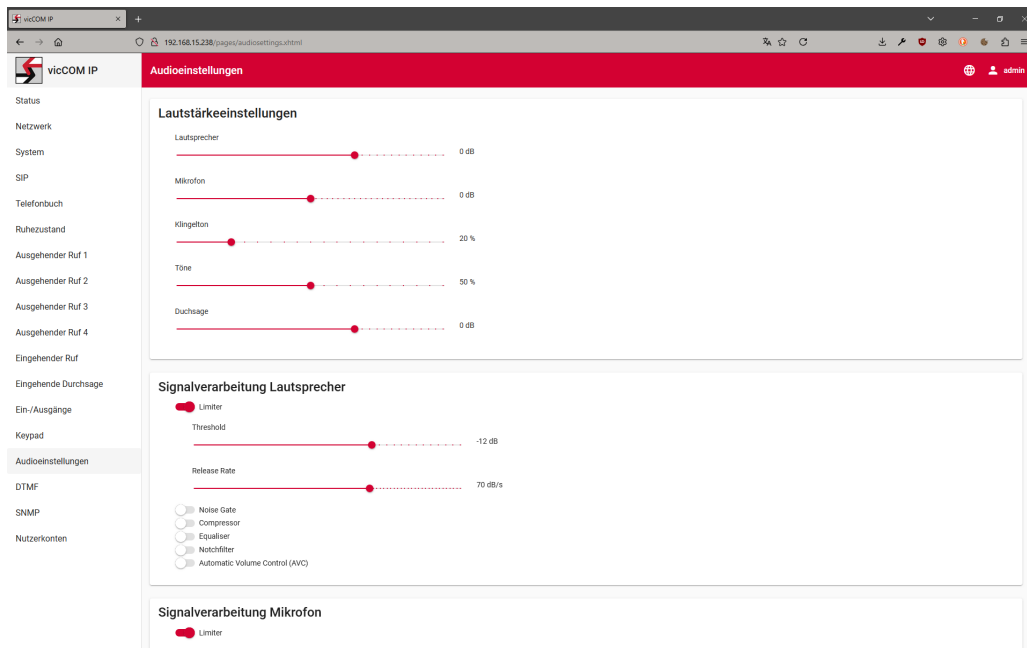 vicCOM IP
192.168.15.238/pages/audiosettings.xhtml
vicCOM IP
Audioeinstellungen
admin
Status
Netzwerk
System
SIP
Telefonbuch
Ruhezustand
Ausgehender Ruf 1
Ausgehender Ruf 2
Ausgehender Ruf 3
Ausgehender Ruf 4
Eingehender Ruf
Eingehende Durchsage
Ein-/Ausgänge
Keypad
Audioeinstellungen
DTMF
SNMP
Nutzerkonten
Lautstärkeeinstellungen
Lautsprecher
0 dB
Mikrofon
0 dB
Klingelton
20 %
Töne
50 %
Duchsage
0 dB
Signalverarbeitung Lautsprecher
Limiter
Threshold
-12 dB
Release Rate
70 dB/s
Noise Gate
Compressor
Equaliser
Notchfilter
Automatic Volume Control (AVC)
Signalverarbeitung Mikrofon
Limiter